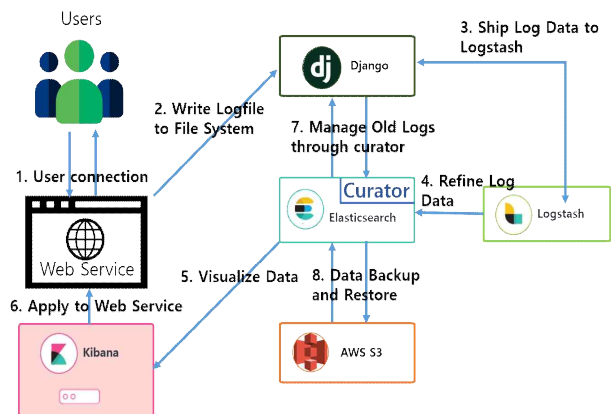 Users
3. Ship Log Data to
Logstash
dj
Django
2. Write Logfile
to File System
7. Manage Old Logs
through curator
1. User connection
Curator
4. Refine Log
Data
Elasticsearch
Logstash
Web Service
5. Visualize Data
8. Data Backup
and Restore
6. Apply to Web Service
Kibana
AWS S3